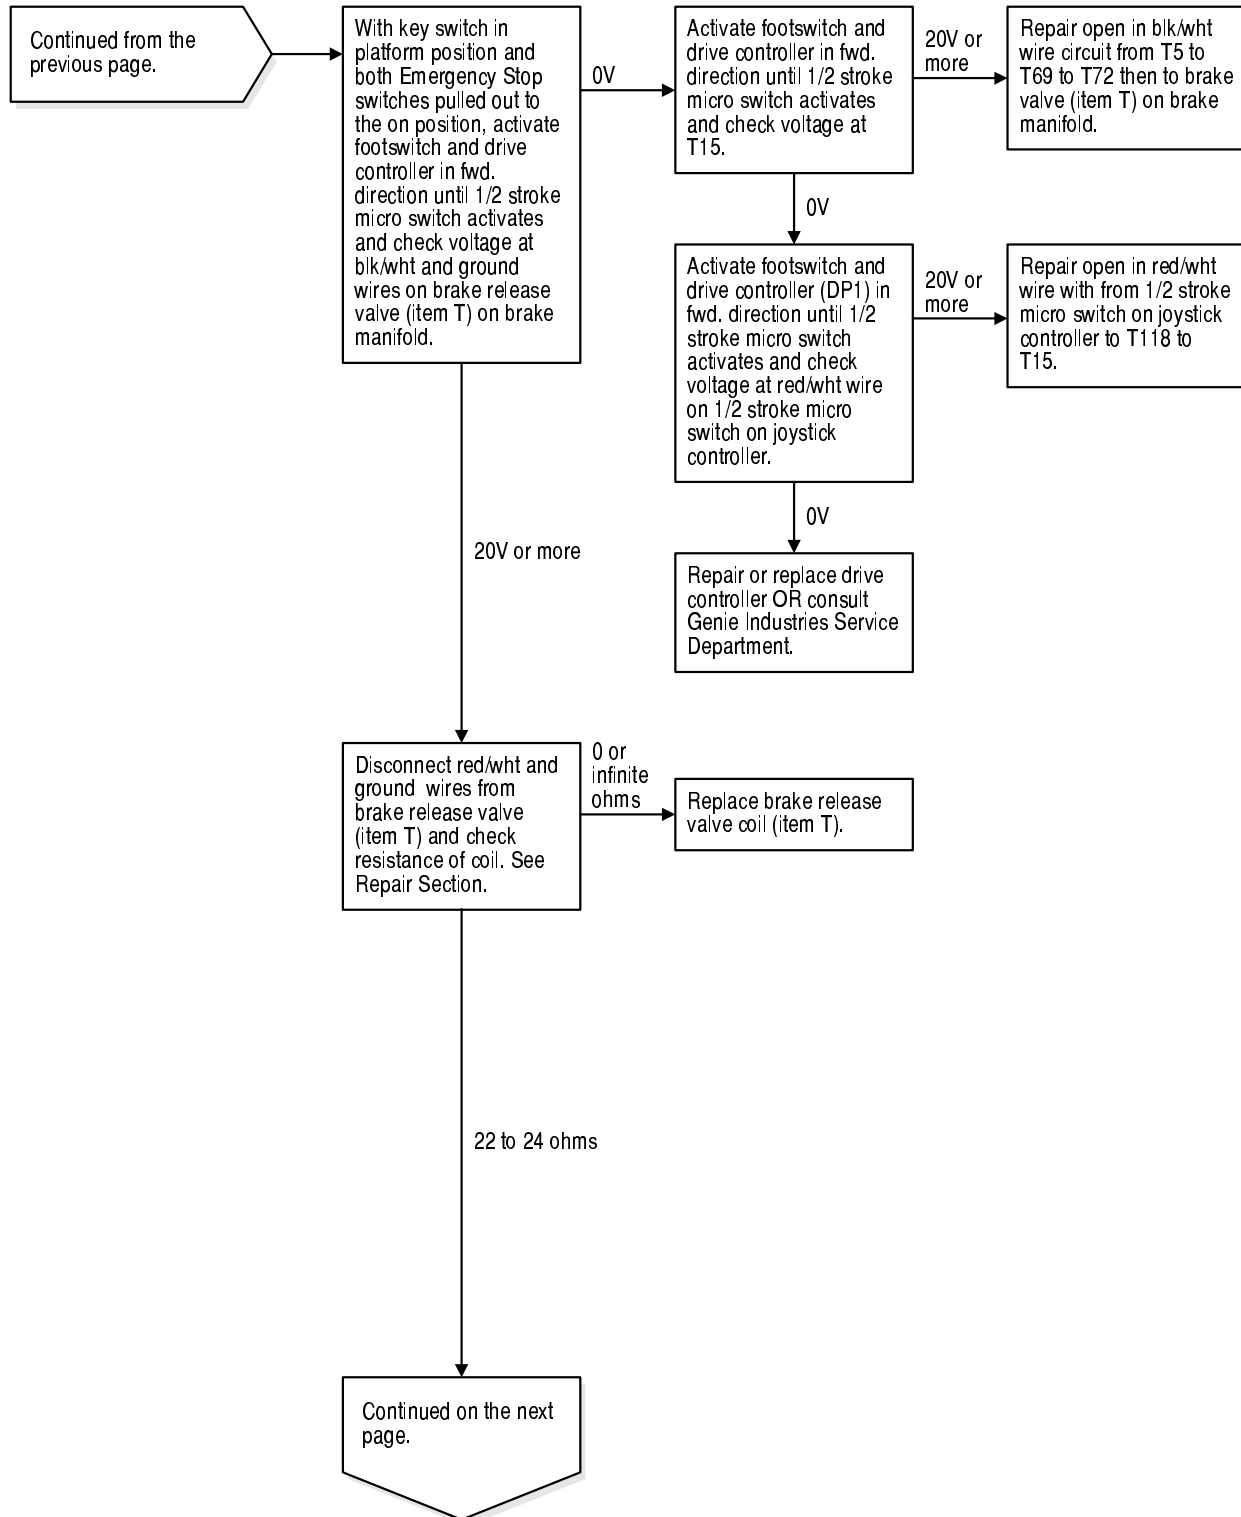 Continued from the
previous page.
With key switch in
platform position and
both Emergency Stop
switches pulled out to
the on position, activate
footswitch and drive
controller in fwd.
direction until 1/2 stroke
micro switch activates
and check voltage at
blk/wht and ground
wires on brake release
valve (item T) on brake
manifold.
0V
Activate footswitch and
drive controller in fwd.
direction until 1/2 stroke
micro switch activates
and check voltage at
T15.
20V or
more
Repair open in blk/wht
wire circuit from T5 to
T69 to T72 then to brake
valve (item T) on brake
manifold.
0V
Activate footswitch and
drive controller (DP1) in
fwd. direction until 1/2
stroke micro switch
activates and check
voltage at red/wht wire
on 1/2 stroke micro
switch on joystick
controller.
20V or
more
Repair open in red/wht
wire with from 1/2 stroke
micro switch on joystick
controller to T118 to
T15.
0V
Repair or replace drive
controller OR consult
Genie Industries Service
Department.
20V or more
Disconnect red/wht and
ground wires from
brake release valve
(item T) and check
resistance of coil. See
Repair Section.
0 or
infinite
ohms
Replace brake release
valve coil (item T).
22 to 24 ohms
Continued on the next
page.